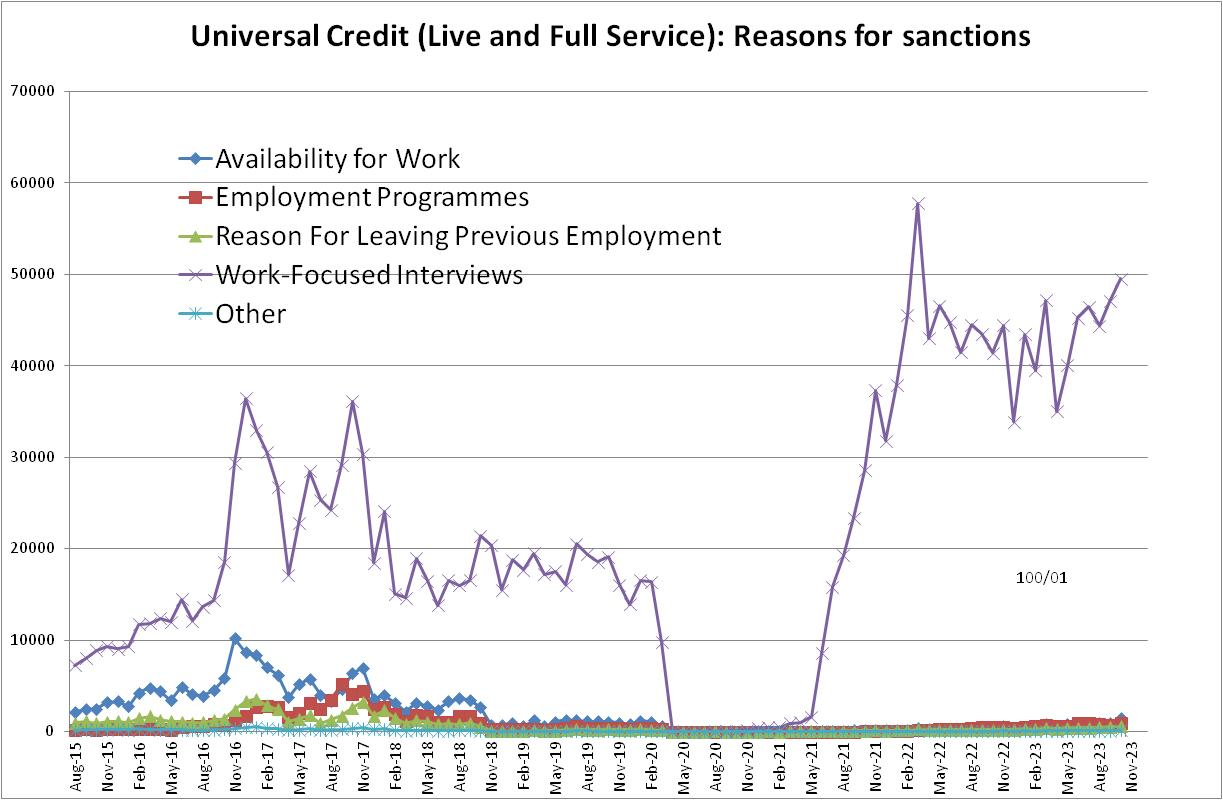 Universal Credit (Live and Full Service): Reasons for sanctions
70000
60000
50000
40000
30000
20000
10000
0
Availability for Work
Employment Programmes
Reason For Leaving Previous Employment
Work-Focused Interviews
Other
100/01
Aug-15
Nov-15
Feb-16
May-16
Aug-16
Nov-16
Feb-17
May-17
Aug-17
Nov-17
Feb-18
May-18
Aug-18
Nov-18
Feb-19
May-19
Aug-19
Nov-19
Feb-20
May-20
Aug-20
Nov-20
Feb-21
May-21
Aug-21
Nov-21
Feb-22
May-22
Aug-22
Nov-22
Feb-23
May-23
Aug-23
Nov-23